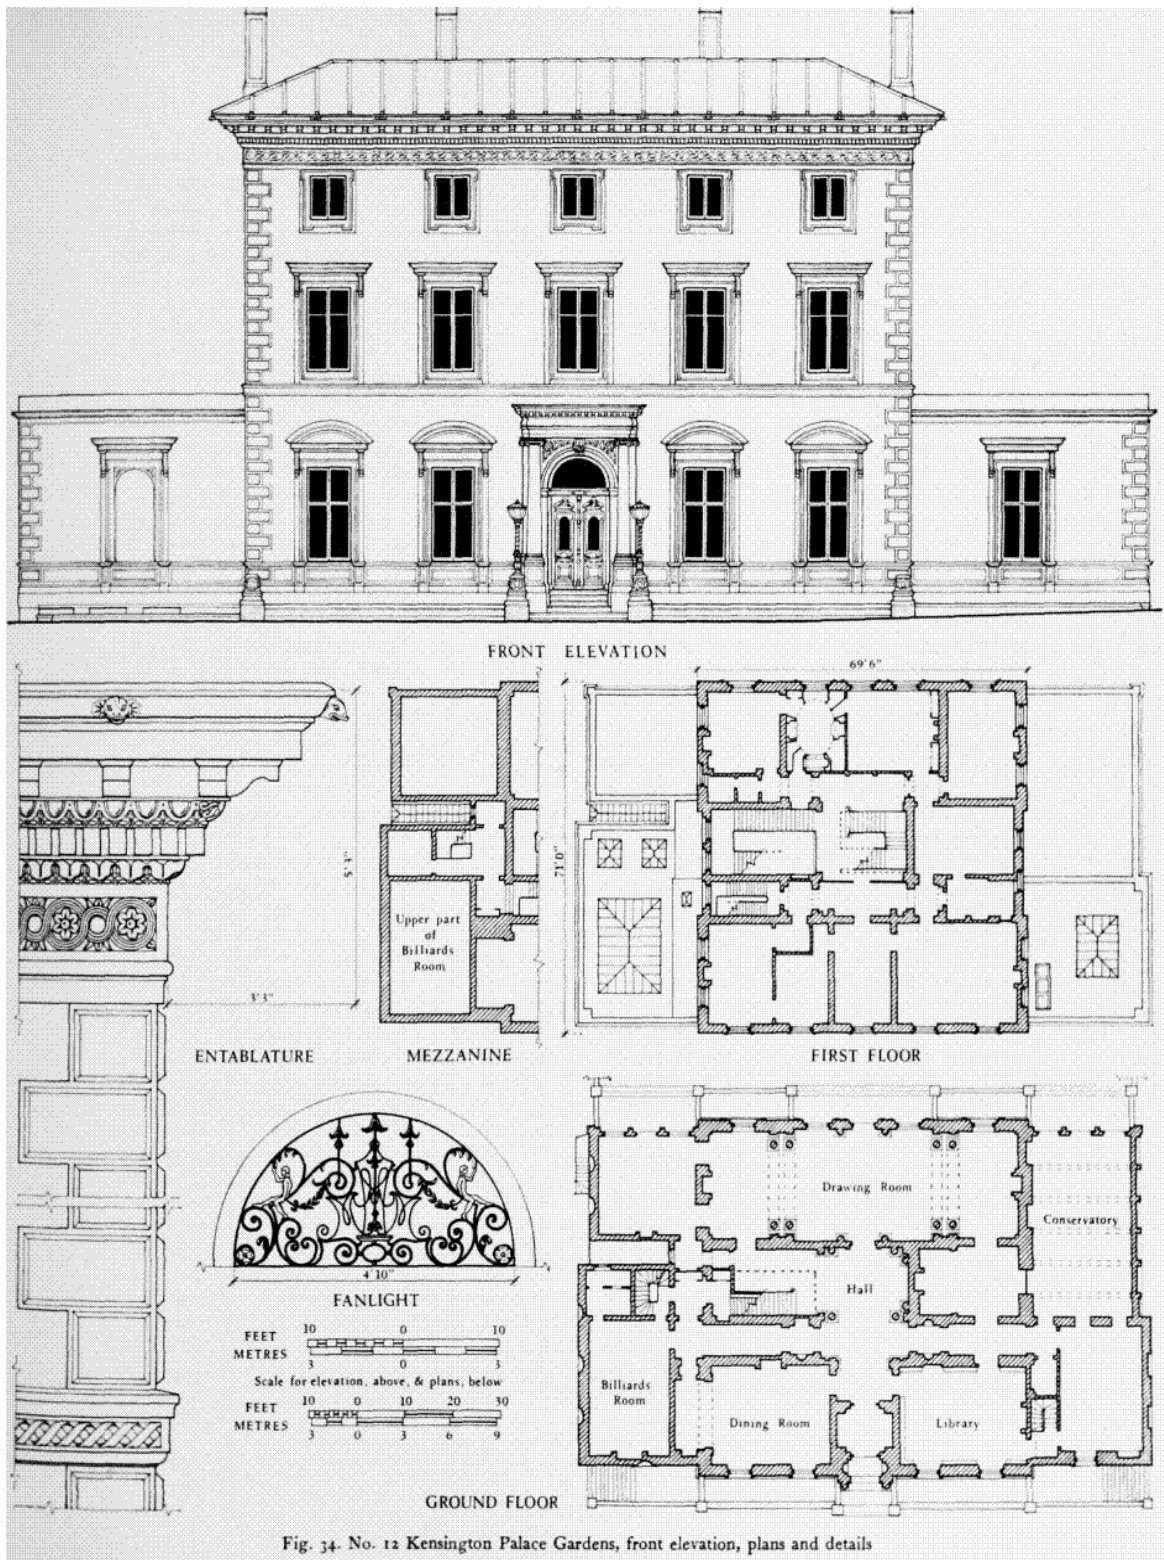 FRONT ELEVATION
69'6"
5'3"
71'0"
Upper part
of
Billiards
Room
3'3"
ENTABLATURE
MEZZANINE
FIRST FLOOR
Drawing Room
Conservatory
4'10"
FANLIGHT
Hall
FEET 10 0 10
METRES 3 0 3
Scale for elevation, above, & plans, below
FEET 10 0 10 20 30
METRES 3 0 3 6 9
Billiards
Room
Dining Room
Library
GROUND FLOOR
Fig. 34. No. 12 Kensington Palace Gardens, front elevation, plans and details